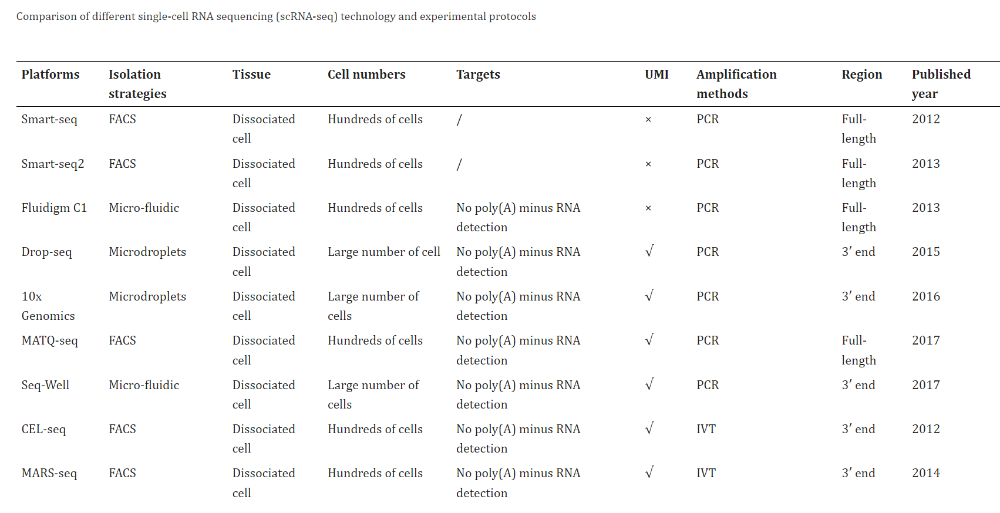 Comparison of different single-cell RNA sequencing (scRNA-seq) technology and experimental protocols
Platforms Isolation strategies Tissue Cell numbers Targets UMI Amplification methods Region Published year
Smart-seq FACS Dissociated cell Hundreds of cells / × PCR Full-length 2012
Smart-seq2 FACS Dissociated cell Hundreds of cells / × PCR Full-length 2013
Fluidigm C1 Micro-fluidic Dissociated cell Hundreds of cells No poly(A) minus RNA detection × PCR Full-length 2013
Drop-seq Microdroplets Dissociated cell Large number of cell No poly(A) minus RNA detection √ PCR 3′ end 2015
10x Genomics Microdroplets Dissociated cell Large number of cells No poly(A) minus RNA detection √ PCR 3′ end 2016
MATQ-seq FACS Dissociated cell Hundreds of cells No poly(A) minus RNA detection √ PCR Full-length 2017
Seq-Well Micro-fluidic Dissociated cell Large number of cells No poly(A) minus RNA detection √ PCR 3′ end 2017
CEL-seq FACS Dissociated cell Hundreds of cells No poly(A) minus RNA detection √ IVT 3′ end 2012
MARS-seq FACS Dissociated cell Hundreds of cells No poly(A) minus RNA detection √ IVT 3′ end 2014